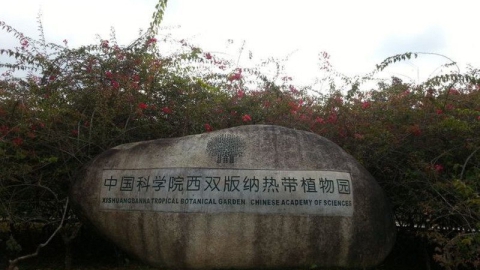 中国科学院西双版纳热带植物园
XISHUANGBANNA TROPICAL BOTANICAL GARDEN CHINESE ACADEMY OF SCIENCES